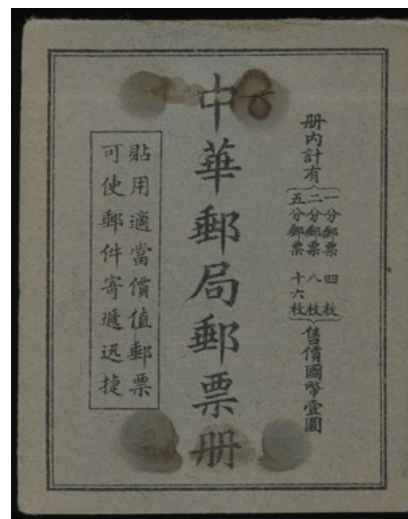 册內計有
一分郵票 四枚
二分郵票 八枚
五分郵票 十六枚
售價國幣壹圓
中華郵局郵票册
貼用適當價值郵票
可使郵件寄遞迅捷